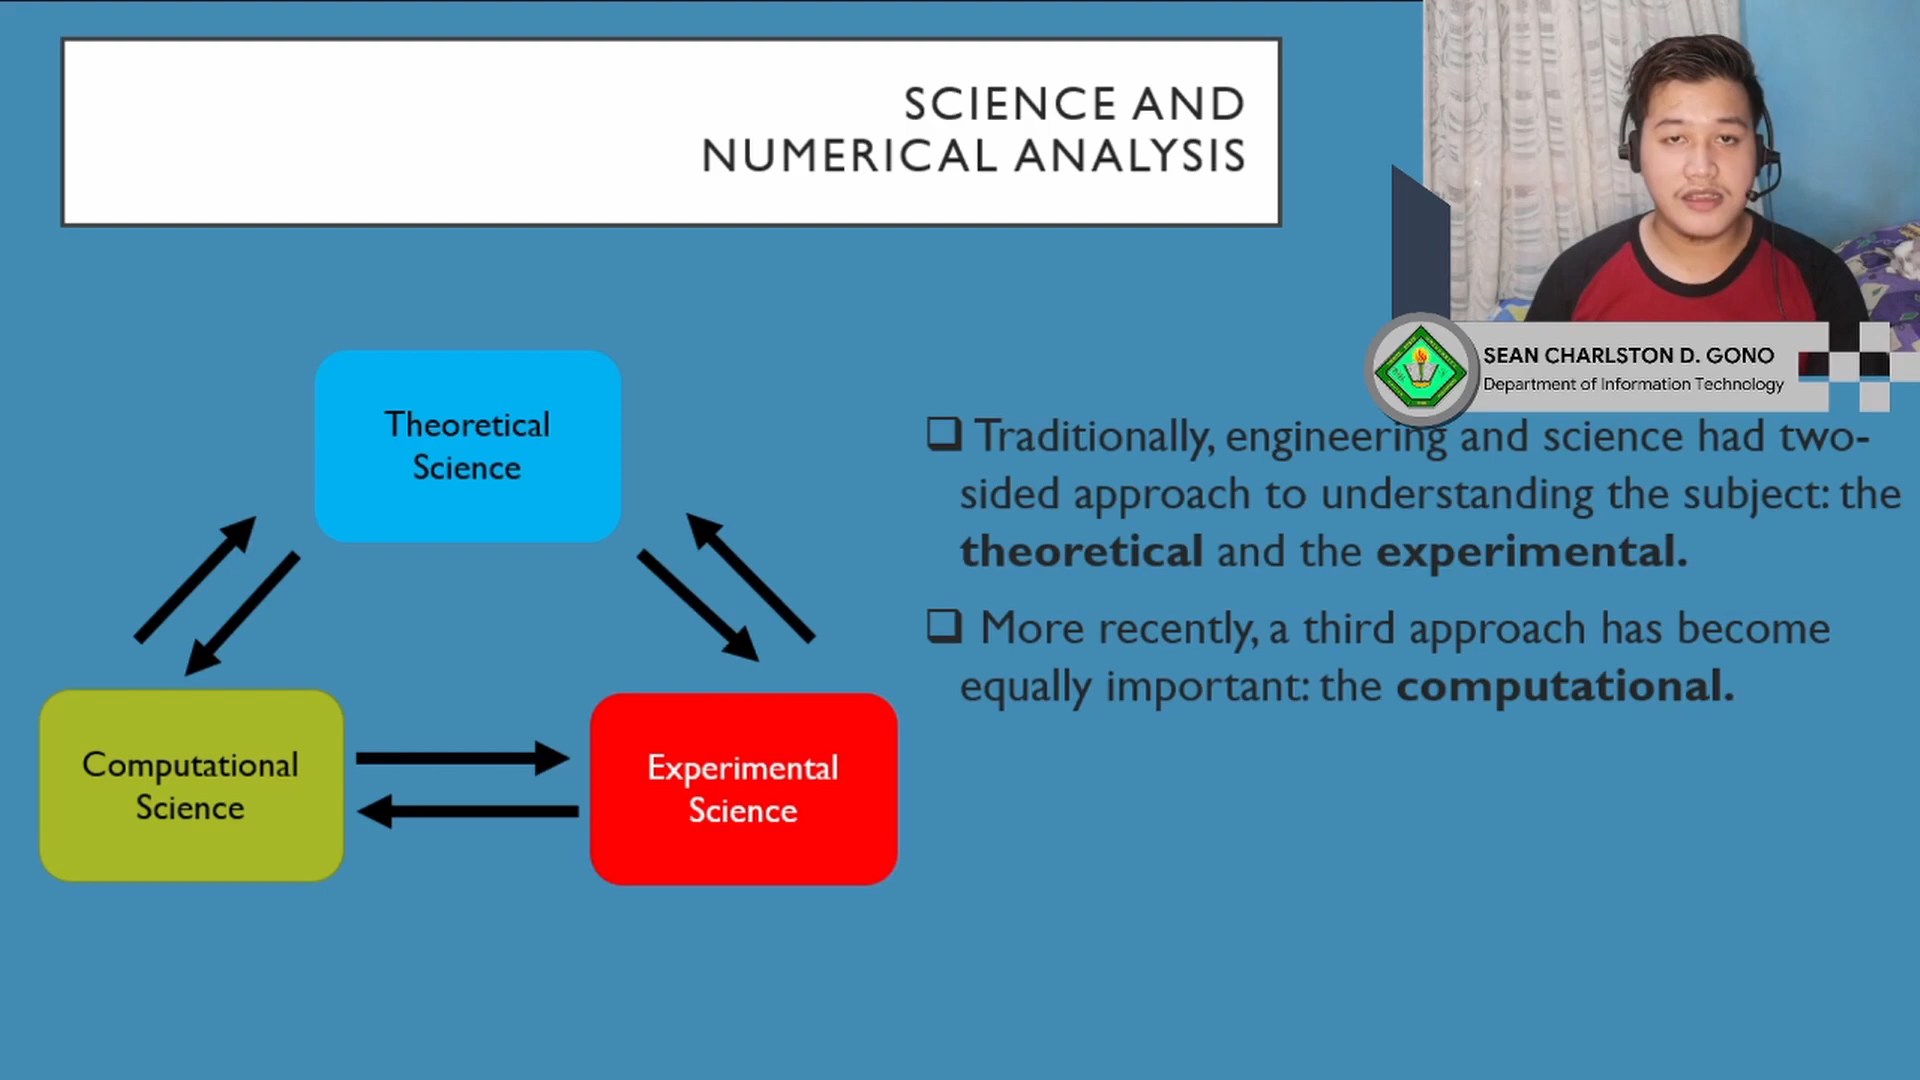 SCIENCE AND
NUMERICAL ANALYSIS
SEAN CHARLSTON D. GONO
Department of Information Technology
Theoretical
Science
Computational
Science
Experimental
Science
Traditionally, engineering and science had two-
sided approach to understanding the subject: the
theoretical and the experimental.
More recently, a third approach has become
equally important: the computational.